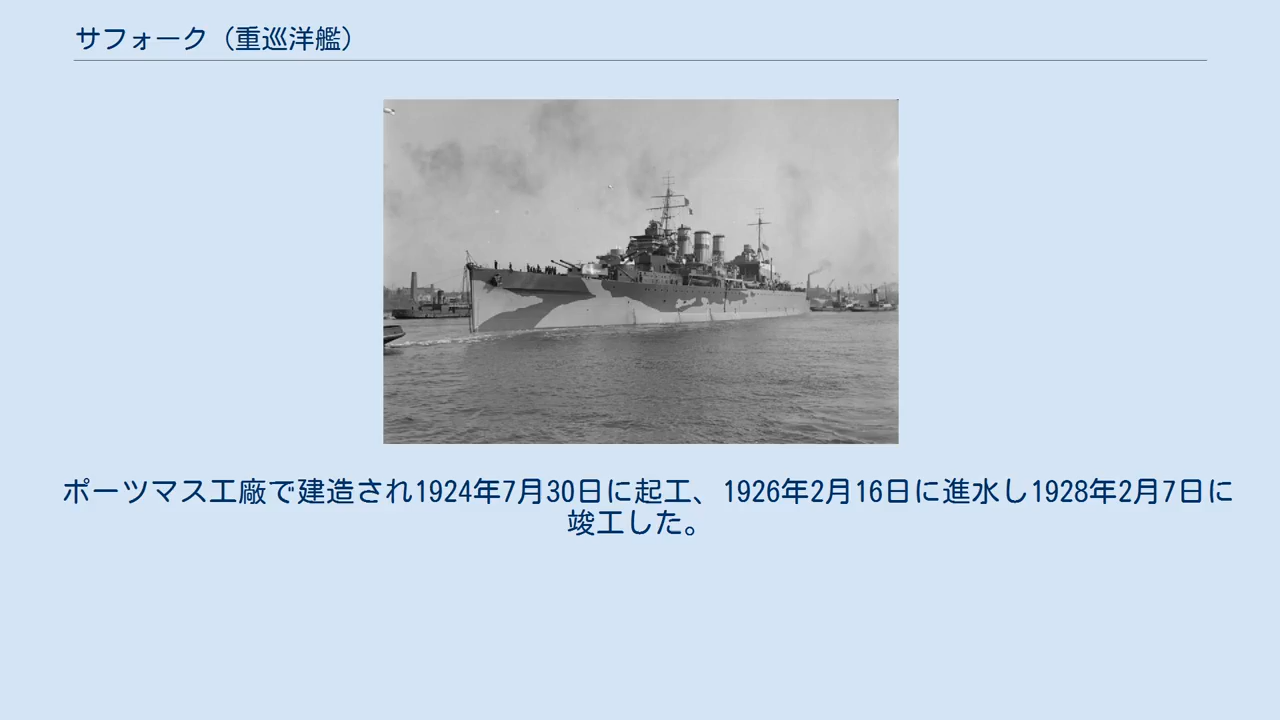 サフォーク（重巡洋艦）
ポーツマス工廠で建造され1924年7月30日に起工、1926年2月16日に進水し1928年2月7日に
竣工した。